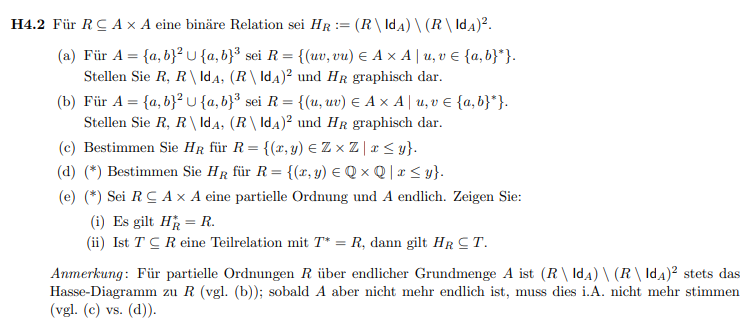 H4.2 Für R ⊆ A × A eine binäre Relation sei H_R := (R \ Id_A) \ (R \ Id_A)².
(a) Für A = {a, b}² ∪ {a, b}³ sei R = {(uv, vu) ∈ A × A | u, v ∈ {a, b}*}.
Stellen Sie R, R \ Id_A, (R \ Id_A)² und H_R graphisch dar.
(b) Für A = {a, b}² ∪ {a, b}³ sei R = {(u, uv) ∈ A × A | u, v ∈ {a, b}*}.
Stellen Sie R, R \ Id_A, (R \ Id_A)² und H_R graphisch dar.
(c) Bestimmen Sie H_R für R = {(x, y) ∈ ℤ × ℤ | x ≤ y}.
(d) (*) Bestimmen Sie H_R für R = {(x, y) ∈ ℚ × ℚ | x ≤ y}.
(e) (*) Sei R ⊆ A × A eine partielle Ordnung und A endlich. Zeigen Sie:
(i) Es gilt H_R* = R.
(ii) Ist T ⊆ R eine Teilrelation mit T* = R, dann gilt H_R ⊆ T.
Anmerkung: Für partielle Ordnungen R über endlicher Grundmenge A ist (R \ Id_A) \ (R \ Id_A)² stets das
Hasse-Diagramm zu R (vgl. (b)); sobald A aber nicht mehr endlich ist, muss dies i.A. nicht mehr stimmen
(vgl. (c) vs. (d)).